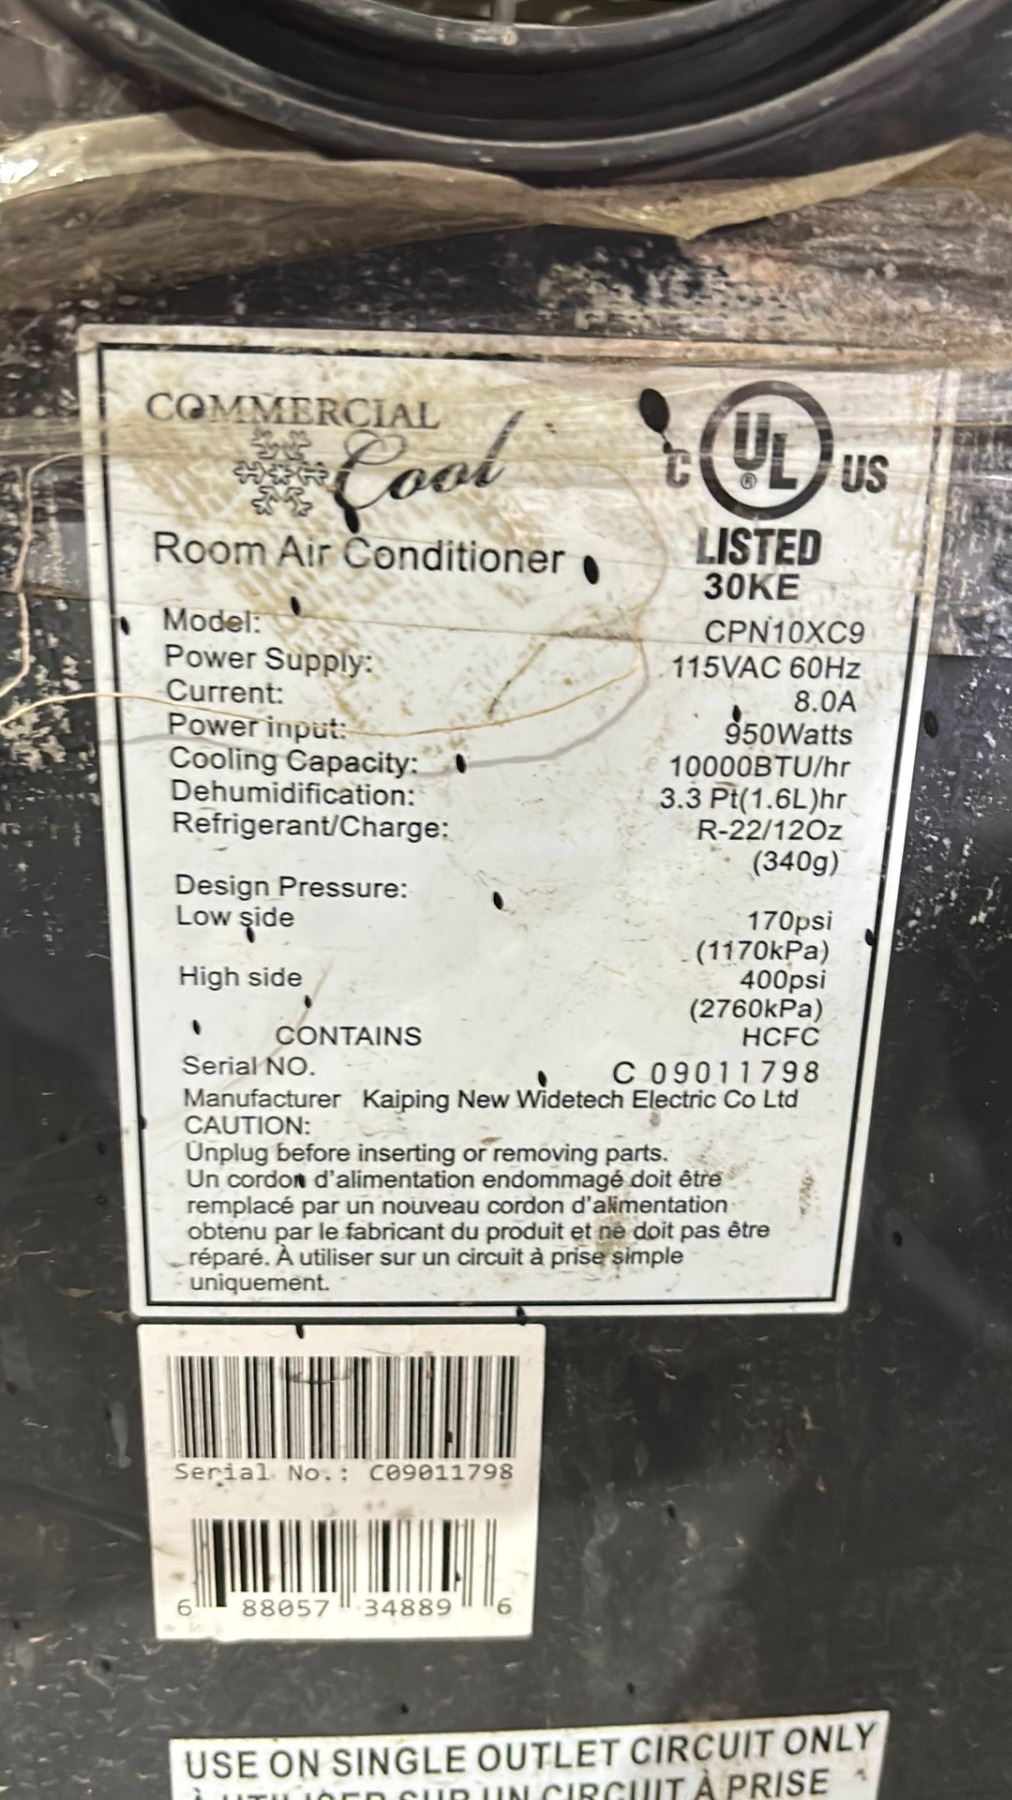 COMMERCIAL
Cool
C UL ® US
LISTED
30KE
Room Air Conditioner
Model: CPN10XC9
Power Supply: 115VAC 60Hz
Current: 8.0A
Power input: 950Watts
Cooling Capacity: 10000BTU/hr
Dehumidification: 3.3 Pt(1.6L)hr
Refrigerant/Charge: R-22/12Oz
(340g)
Design Pressure:
Low side 170psi
(1170kPa)
High side 400psi
(2760kPa)
CONTAINS HCFC
Serial NO. C 09011798
Manufacturer Kaiping New Widetech Electric Co Ltd
CAUTION:
Unplug before inserting or removing parts.
Un cordon d'alimentation endommagé doit être
remplacé par un nouveau cordon d'alimentation
obtenu par le fabricant du produit et ne doit pas être
réparé. À utiliser sur un circuit à prise simple
uniquement.
Serial No.: C09011798
6 88057 34889 6
USE ON SINGLE OUTLET CIRCUIT ONLY
À UTILISER SUR UN CIRCUIT À PRISE